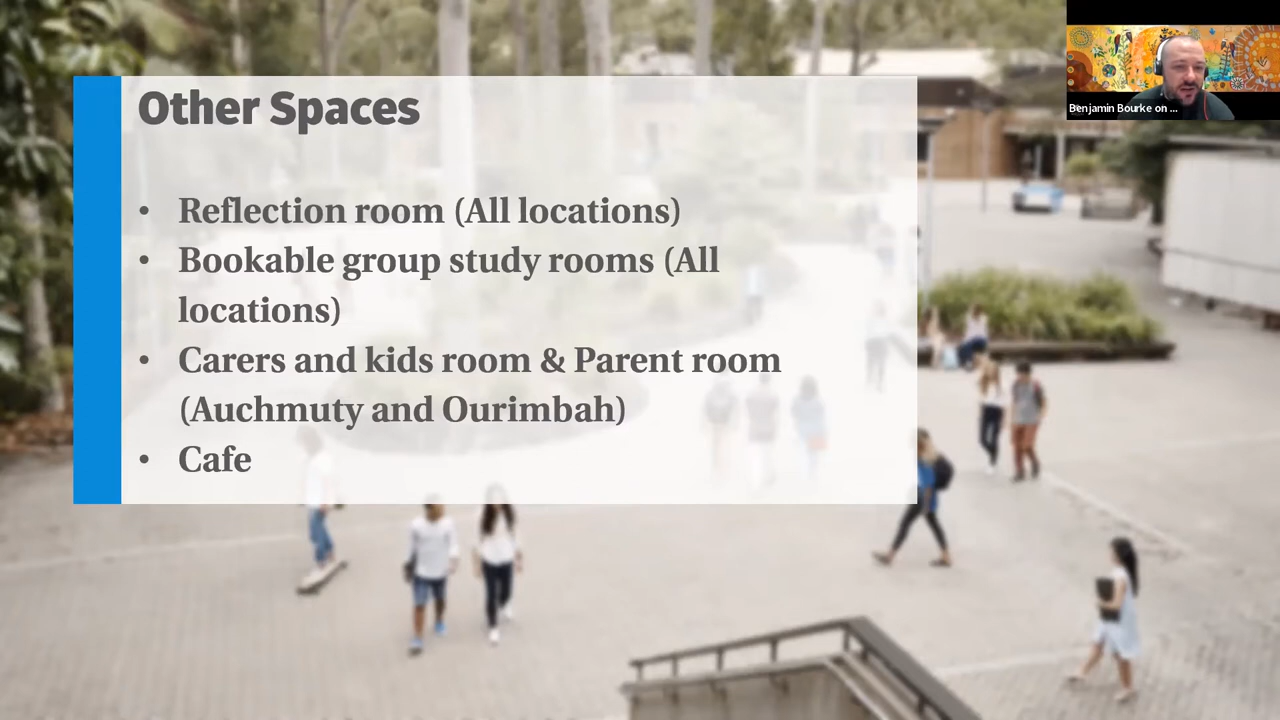 Other Spaces
• Reflection room (All locations)
• Bookable group study rooms (All
locations)
• Carers and kids room & Parent room
(Auchmuty and Ourimbah)
• Cafe
Benjamin Bourke on ...